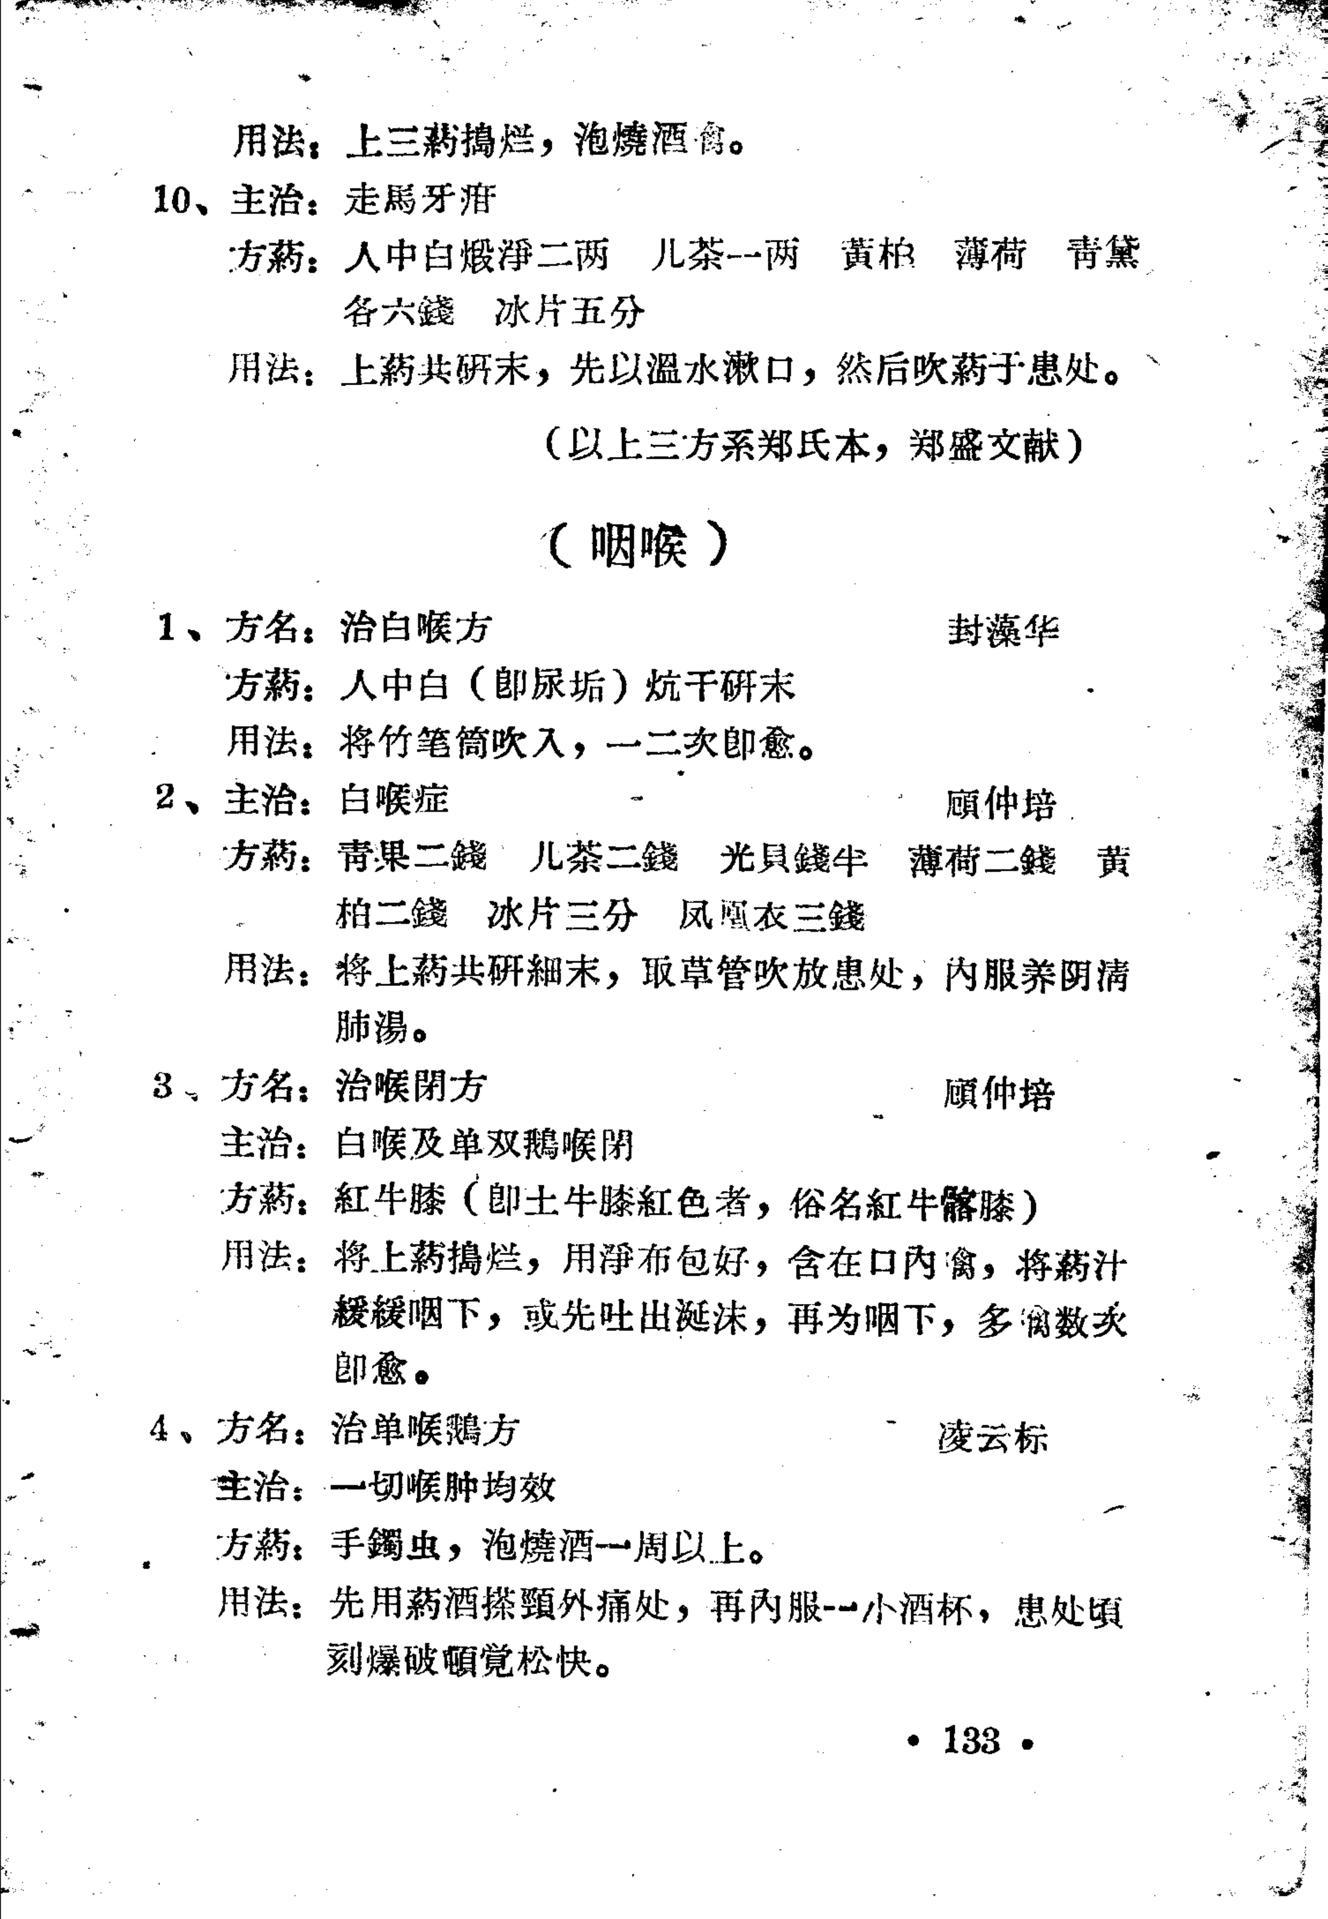 用法：上三葯搗烂，泡燒酒噙。
10、主治：走馬牙疳
方葯：人中白煅淨二两　儿茶一两　黃柏　薄荷　靑黛
各六錢　冰片五分
用法：上葯共研末，先以溫水漱口，然后吹葯于患处。
（以上三方系郑氏本，郑盛文献）
（咽喉）
1、方名：治白喉方　封藻华
方葯：人中白（卽尿垢）炕干研末
用法：将竹笔筒吹入，一二次卽愈。
2、主治：白喉症　顧仲培
方葯：靑果二錢　儿茶二錢　光貝錢半　薄荷二錢　黃
柏二錢　冰片三分　凤凰衣三錢
用法：将上葯共研細末，取草管吹放患处，內服养阴清
肺湯。
3、方名：治喉閉方　顧仲培
主治：白喉及单双鵝喉閉
方葯：紅牛膝（卽土牛膝紅色者，俗名紅牛髂膝）
用法：将上葯搗烂，用淨布包好，含在口內噙，将葯汁
緩緩咽下，或先吐出涎沫，再为咽下，多噙数次
卽愈。
4、方名：治单喉鵝方　凌云标
主治：一切喉肿均效
方葯：手鐲虫，泡燒酒一周以上。
用法：先用葯酒搽頸外痛处，再內服一小酒杯，患处頃
刻爆破頓覚松快。
• 133 •